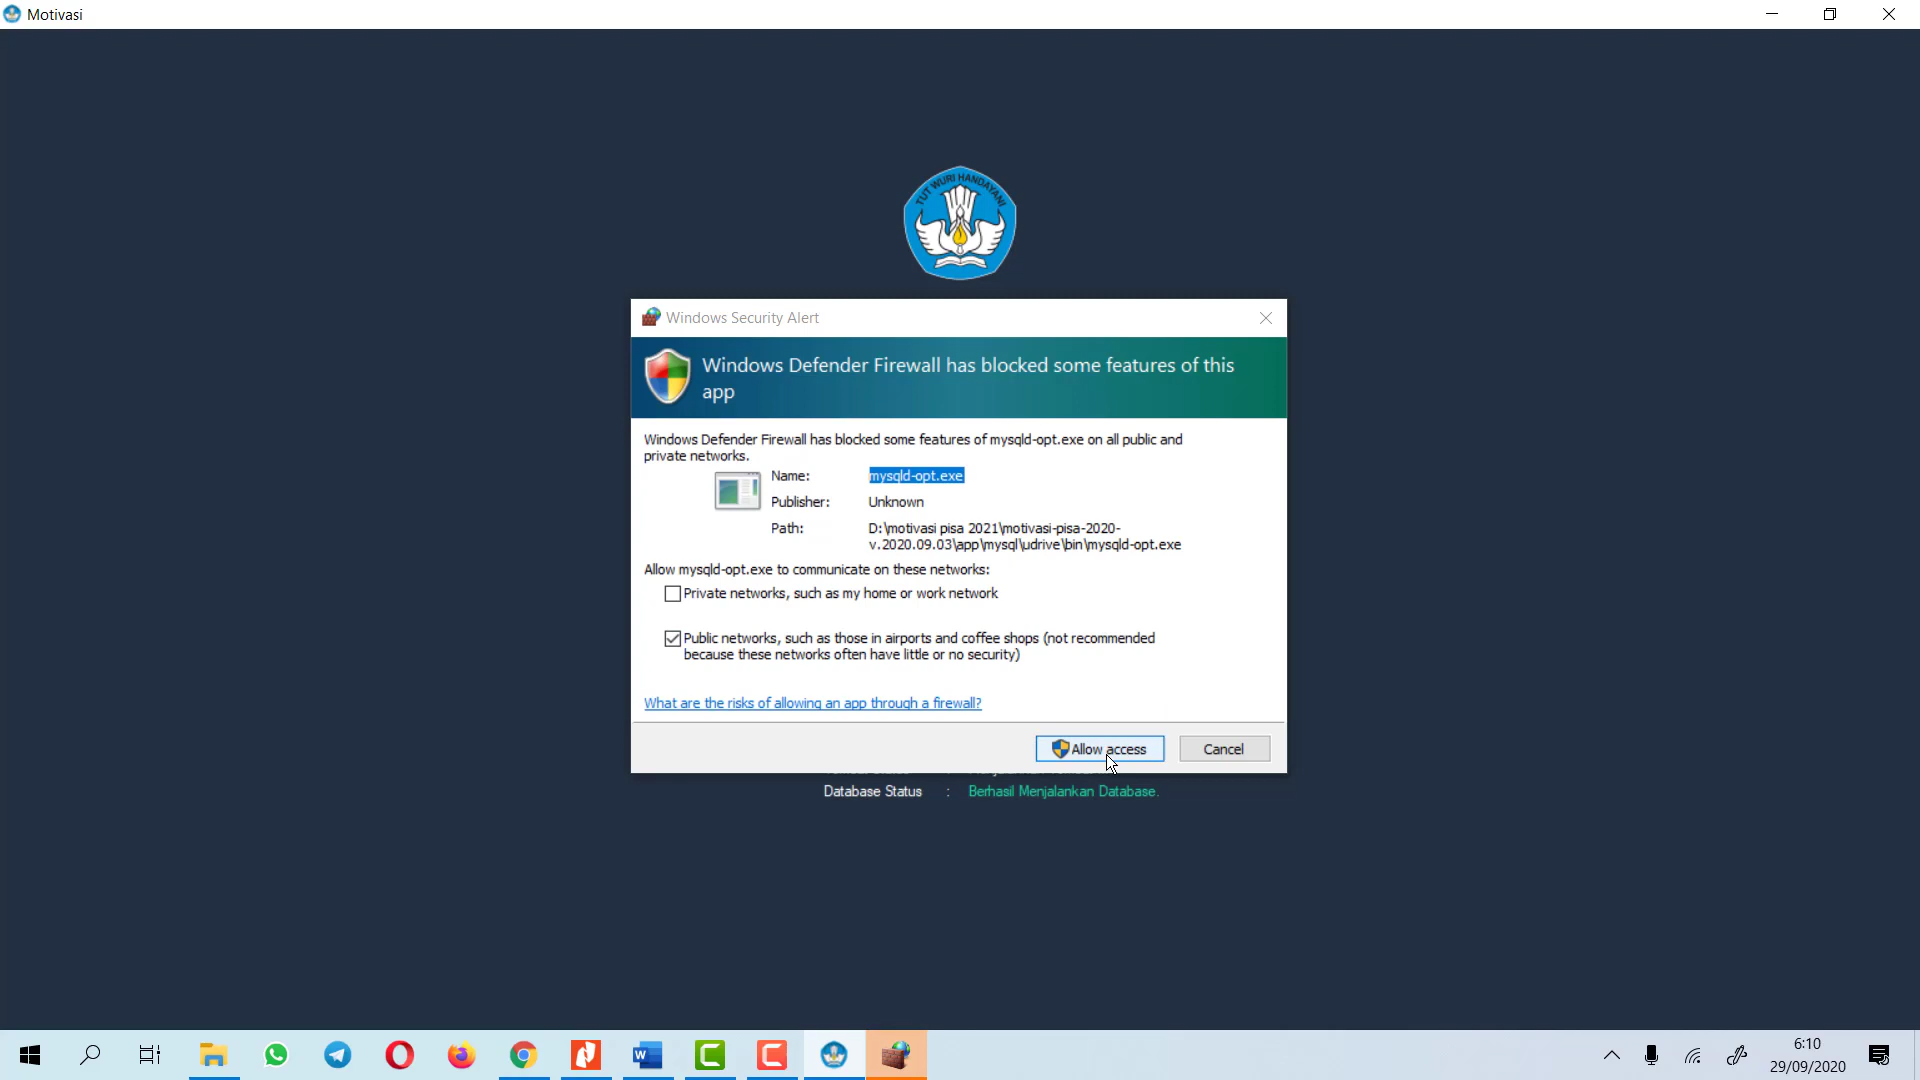 Motivasi
TUT WURI HANDAYANI
Windows Security Alert
Windows Defender Firewall has blocked some features of this
app
Windows Defender Firewall has blocked some features of mysqld-opt.exe on all public and
private networks.
Name: mysqld-opt.exe
Publisher: Unknown
Path: D:\motivasi pisa 2021\motivasi-pisa-2020-
v.2020.09.03\app\mysql\udrive\bin\mysqld-opt.exe
Allow mysqld-opt.exe to communicate on these networks:
Private networks, such as my home or work network
Public networks, such as those in airports and coffee shops (not recommended
because these networks often have little or no security)
What are the risks of allowing an app through a firewall?
Allow access Cancel
Database Status : Berhasil Menjalankan Database.
6:10
29/09/2020